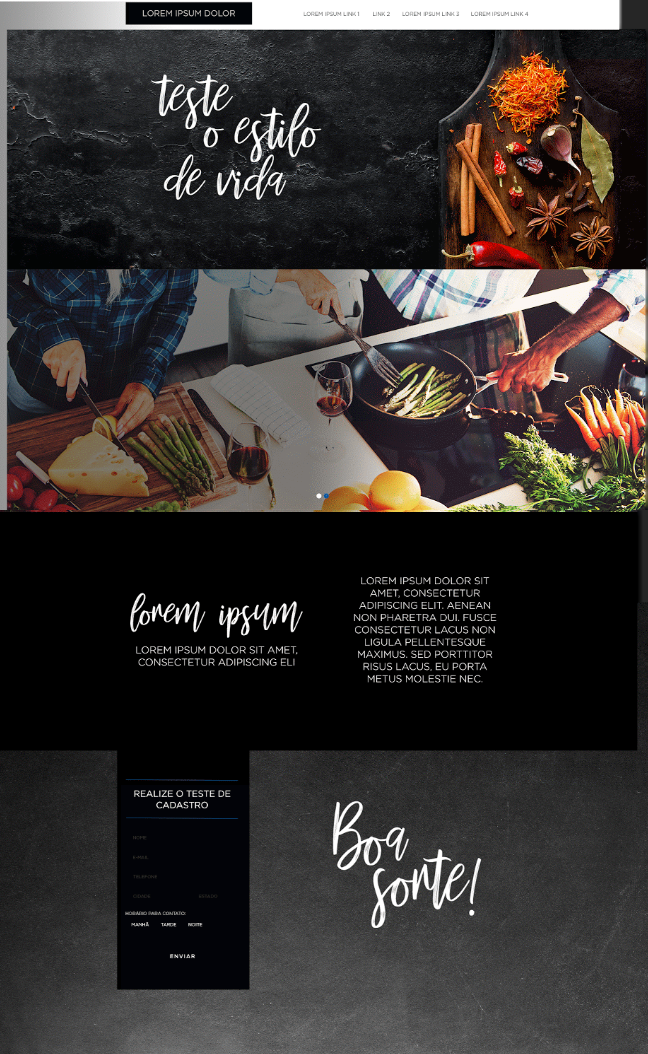 LOREM IPSUM DOLOR
LOREM IPSUM LINK 1 LINK 2 LOREM IPSUM LINK 3 LOREM IPSUM LINK 4
teste
o estilo
de vida
lorem ipsum
LOREM IPSUM DOLOR SIT AMET,
CONSECTETUR ADIPISCING ELI
LOREM IPSUM DOLOR SIT
AMET, CONSECTETUR
ADIPISCING ELIT. AENEAN
NON PHARETRA DUI. FUSCE
CONSECTETUR LACUS NON
LIGULA PELLENTESQUE
MAXIMUS. SED PORTTITOR
RISUS LACUS, EU PORTA
METUS MOLESTIE NEC.
REALIZE O TESTE DE
CADASTRO
NOME
E-MAIL
TELEFONE
CIDADE ESTADO
HORÁRIO PARA CONTATO:
MANHÃ TARDE NOITE
ENVIAR
Boa
sorte!